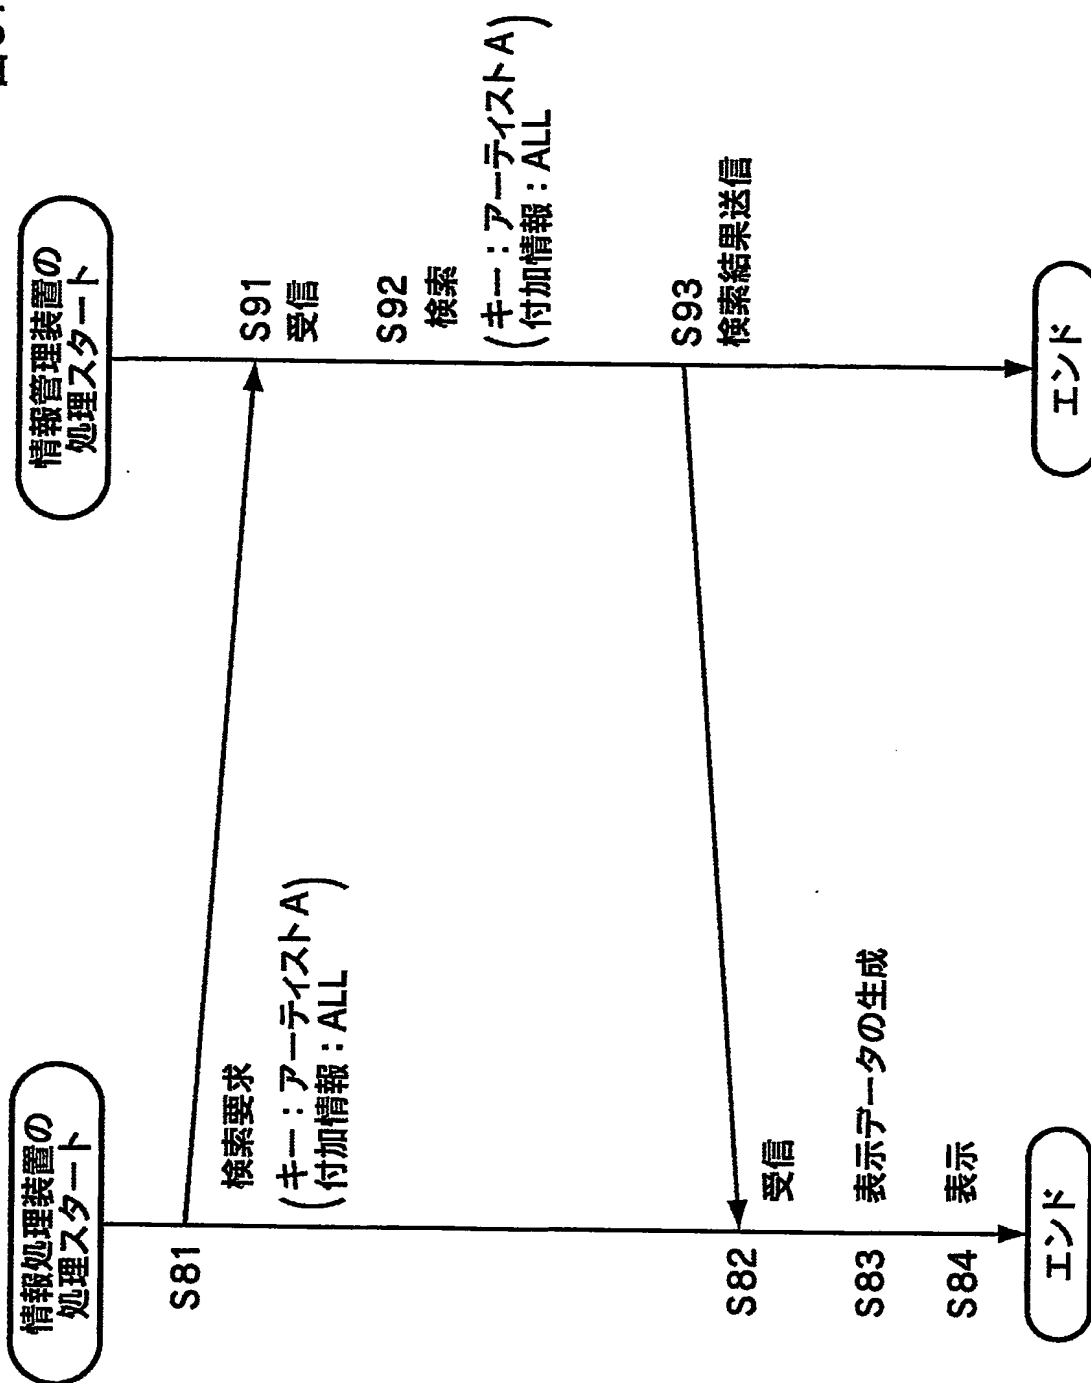 情報処理装置の
処理スタート
S81
検索要求
(キー：アーティストA
付加情報：ALL)
S82
受信
S83
表示データの生成
S84
表示
エンド
情報管理装置の
処理スタート
S91
受信
S92
検索
(キー：アーティストA
付加情報：ALL)
S93
検索結果送信
エンド